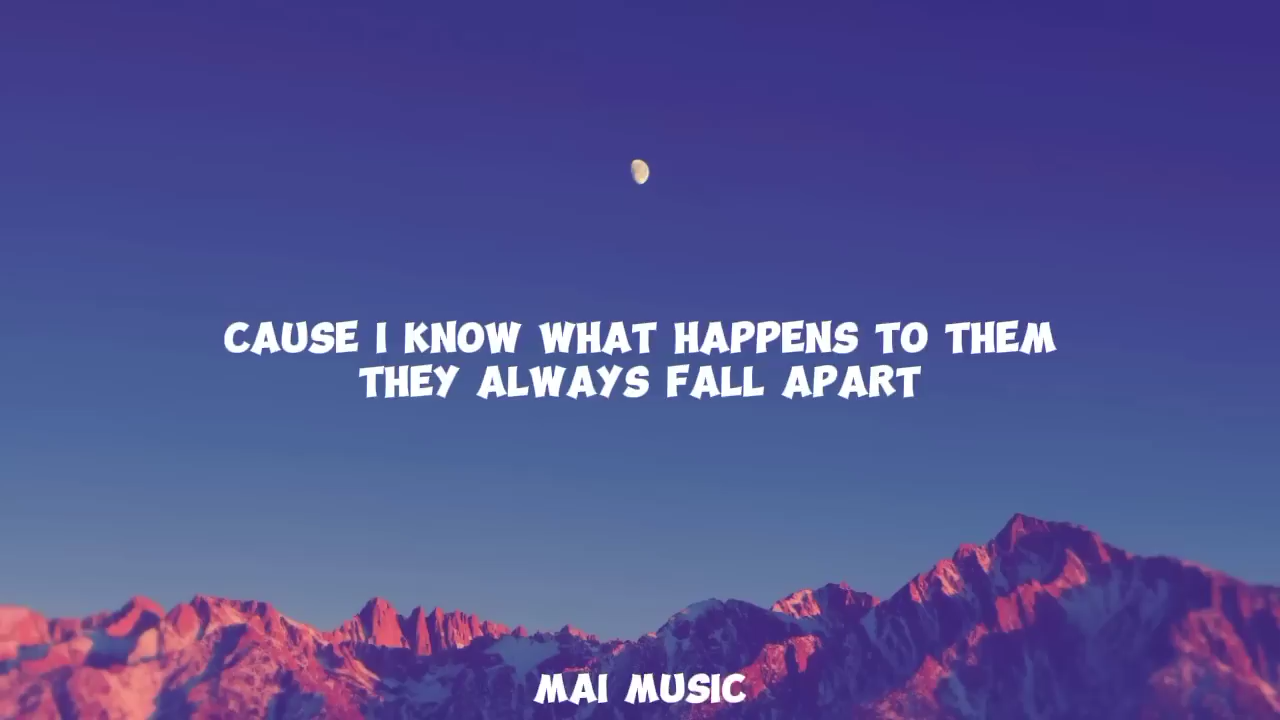 CAUSE I KNOW WHAT HAPPENS TO THEM
THEY ALWAYS FALL APART
MAI MUSIC